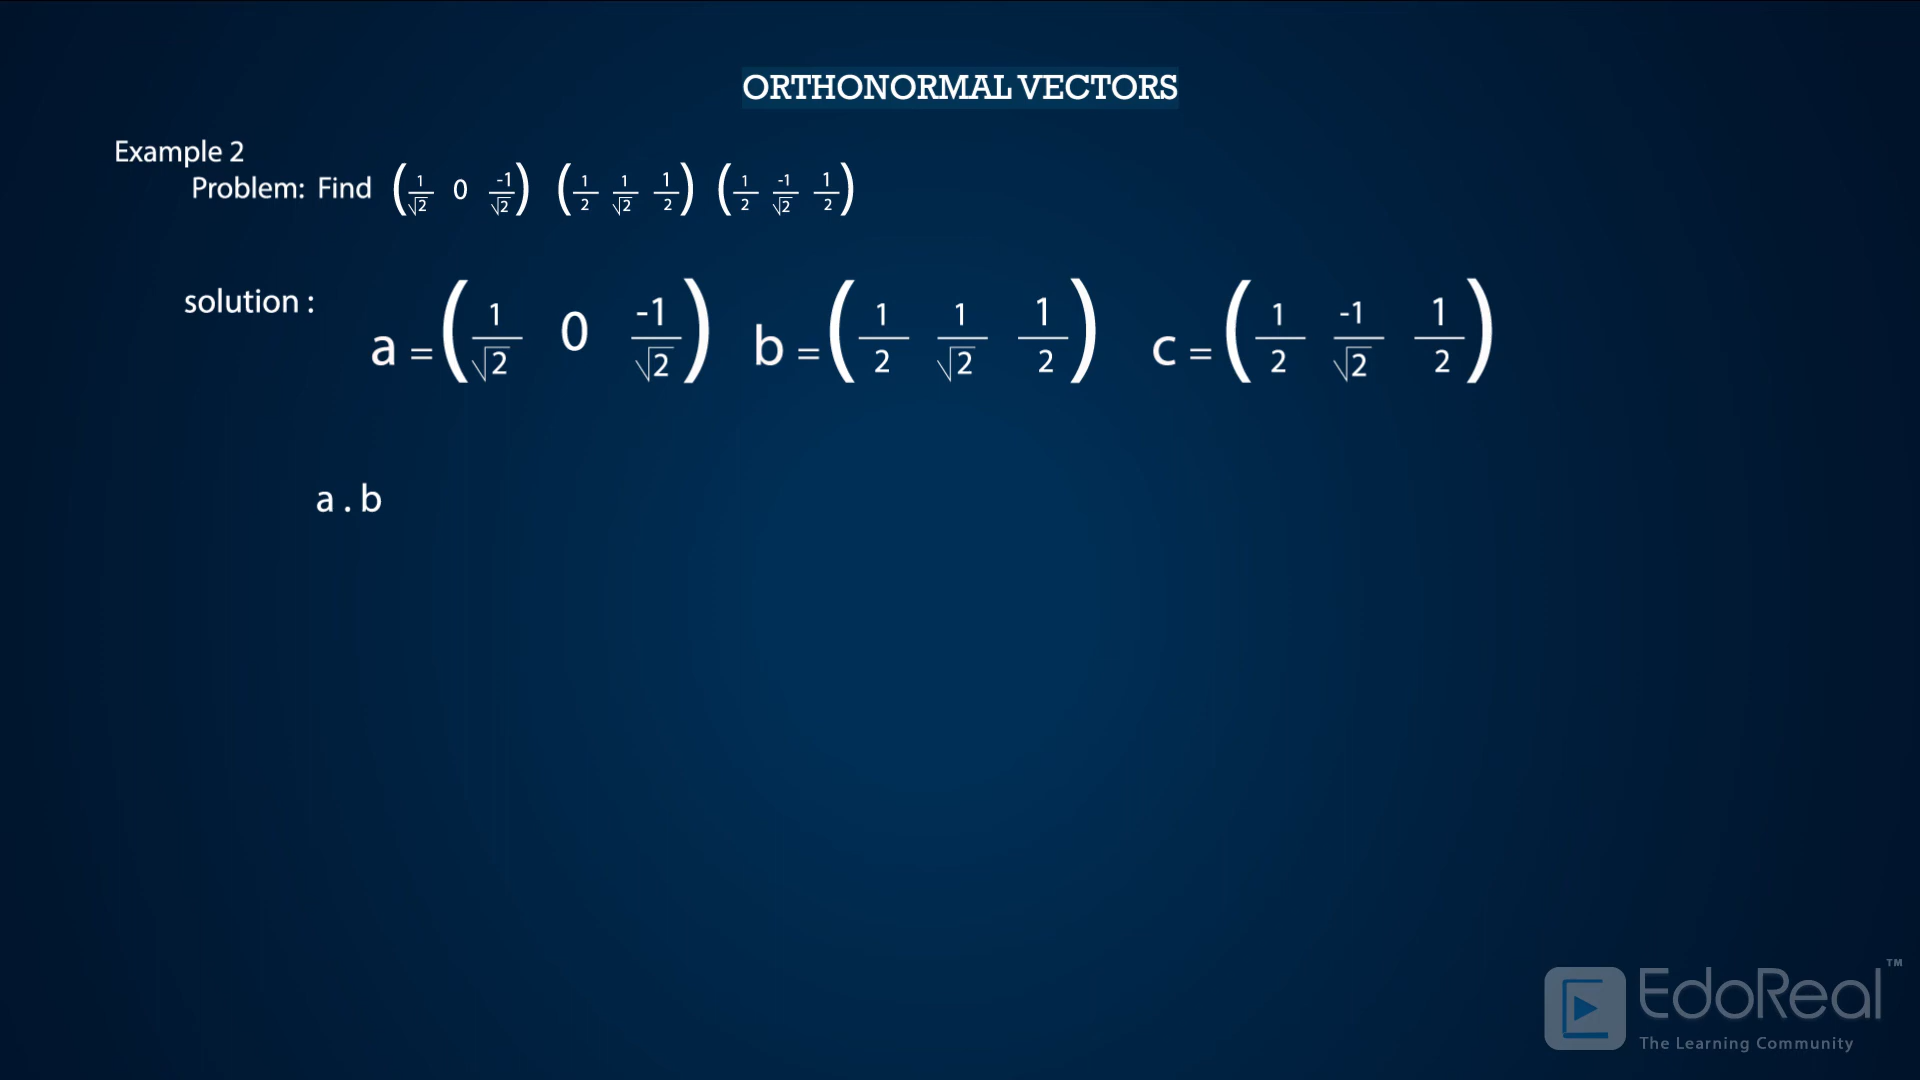 ORTHONORMAL VECTORS
Example 2
Problem: Find (1/√2 0 -1/√2) (1/2 1/√2 1/2) (1/2 -1/√2 1/2)
solution : a = (1/√2 0 -1/√2) b = (1/2 1/√2 1/2) c = (1/2 -1/√2 1/2)
a . b
EdoReal™
The Learning Community